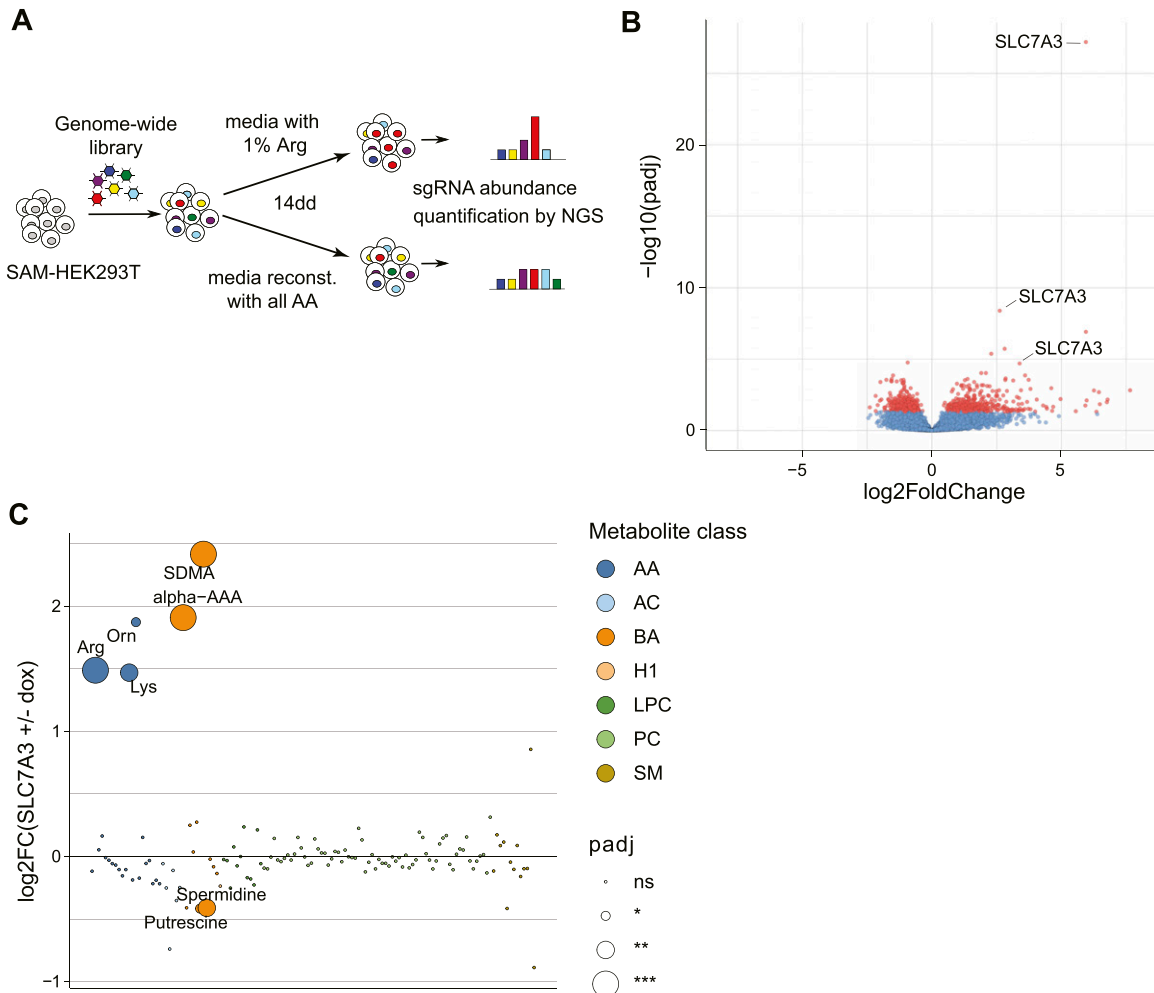 A
Genome-wide
library
SAM-HEK293T
media with
1% Arg
14dd
media reconst.
with all AA
sgRNA abundance
quantification by NGS
B
SLC7A3
SLC7A3
SLC7A3
20
10
0
−log10(padj)
−5
0
5
log2FoldChange
C
SDMA
alpha−AAA
Orn
Arg
Lys
Spermidine
Putrescine
2
1
0
−1
log2FC(SLC7A3 +/- dox)
Metabolite class
AA
AC
BA
H1
LPC
PC
SM
padj
ns
*
**
***